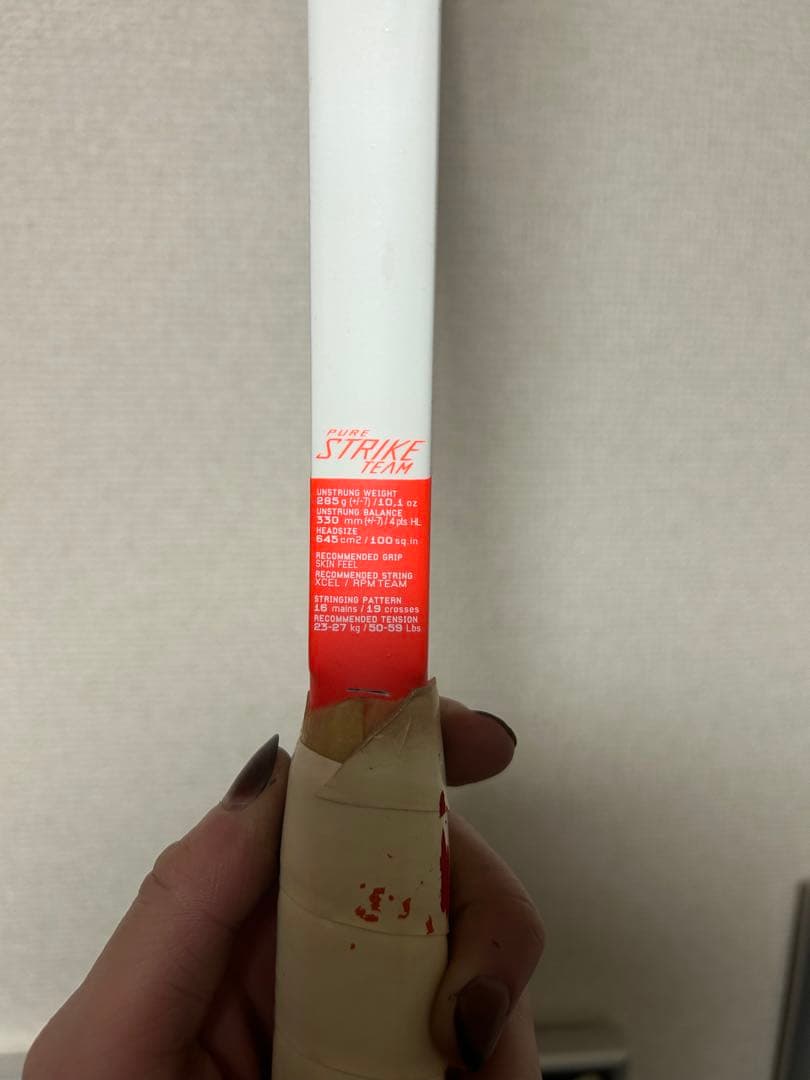 PURE
STRIKE
TEAM
UNSTRUNG WEIGHT
285 g (+/-7) / 10,1 oz
UNSTRUNG BALANCE
330 mm (+/-7) / 4 pts HL
HEADSIZE
645 cm2 / 100 sq.in
RECOMMENDED GRIP
SKIN FEEL
RECOMMENDED STRING
XCEL / RPM TEAM
STRINGING PATTERN
16 mains / 19 crosses
RECOMMENDED TENSION
23-27 kg / 50-59 Lbs